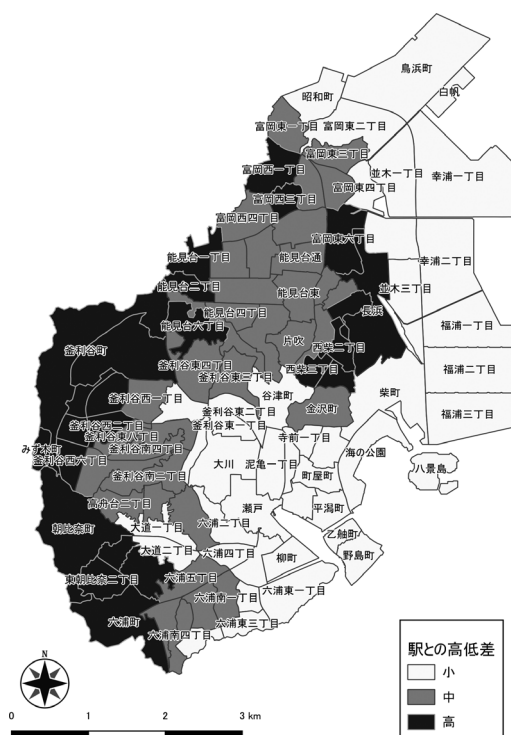 鳥浜町
白帆
昭和町
富岡東一丁目
富岡東二丁目
富岡東三丁目
富岡西一丁目
並木一丁目
幸浦一丁目
富岡東四丁目
富岡西三丁目
富岡西四丁目
富岡東六丁目
能見台一丁目
能見台通
幸浦二丁目
能見台二丁目
能見台東
並木三丁目
能見台四丁目
長浜
能見台六丁目
福浦一丁目
片吹
西柴二丁目
釜利谷町
釜利谷東四丁目
西柴三丁目
福浦二丁目
釜利谷東三丁目
谷津町
柴町
釜利谷西一丁目
金沢町
釜利谷東二丁目
福浦三丁目
釜利谷西二丁目
釜利谷東一丁目
釜利谷東八丁目
寺前一丁目
みず木町
釜利谷南四丁目
海の公園
釜利谷西六丁目
大川
泥亀一丁目
八景島
釜利谷南二丁目
町屋町
高舟台二丁目
瀬戸
平潟町
朝比奈町
大道一丁目
六浦二丁目
乙舳町
大道二丁目
六浦四丁目
柳町
野島町
東朝比奈二丁目
六浦五丁目
六浦東一丁目
六浦南一丁目
六浦町
六浦東三丁目
六浦南四丁目
駅との高低差
小
中
高
N
0 1 2 3 km